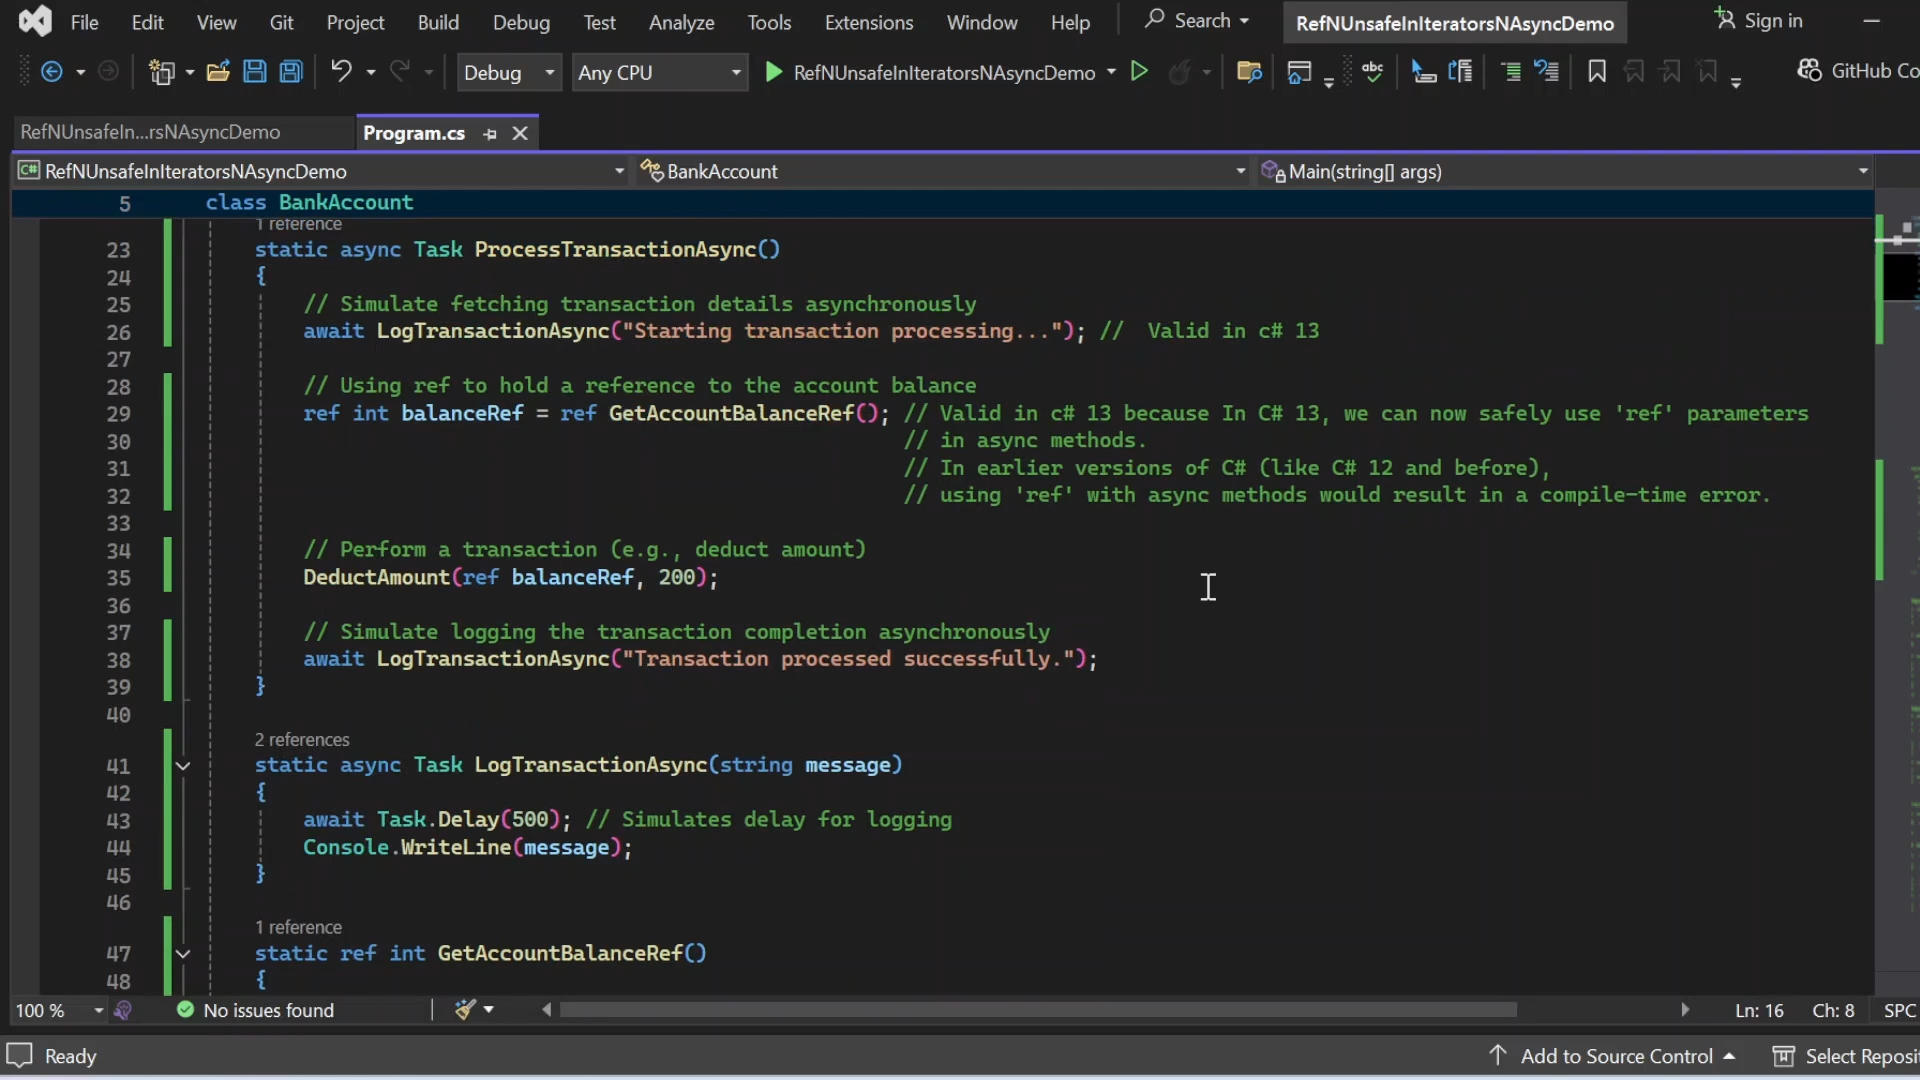 File Edit View Git Project Build Debug Test Analyze Tools Extensions Window Help Search RefNUnsafeInIteratorsNAsyncDemo Sign in
Debug Any CPU RefNUnsafeInIteratorsNAsyncDemo abc GitHub Co
RefNUnsafeIn...rsNAsyncDemo Program.cs
C# RefNUnsafeInIteratorsNAsyncDemo BankAccount Main(string[] args)
5 class BankAccount
1 reference
23 static async Task ProcessTransactionAsync()
24 {
25 // Simulate fetching transaction details asynchronously
26 await LogTransactionAsync("Starting transaction processing..."); //  Valid in c# 13
27
28 // Using ref to hold a reference to the account balance
29 ref int balanceRef = ref GetAccountBalanceRef(); // Valid in c# 13 because In C# 13, we can now safely use 'ref' parameters
30 // in async methods.
31 // In earlier versions of C# (like C# 12 and before),
32 // using 'ref' with async methods would result in a compile-time error.
33
34 // Perform a transaction (e.g., deduct amount)
35 DeductAmount(ref balanceRef, 200);
36
37 // Simulate logging the transaction completion asynchronously
38 await LogTransactionAsync("Transaction processed successfully.");
39 }
40
2 references
41 static async Task LogTransactionAsync(string message)
42 {
43 await Task.Delay(500); // Simulates delay for logging
44 Console.WriteLine(message);
45 }
46
1 reference
47 static ref int GetAccountBalanceRef()
48 {
100 % No issues found Ln: 16 Ch: 8 SPC
Ready Add to Source Control Select Reposit